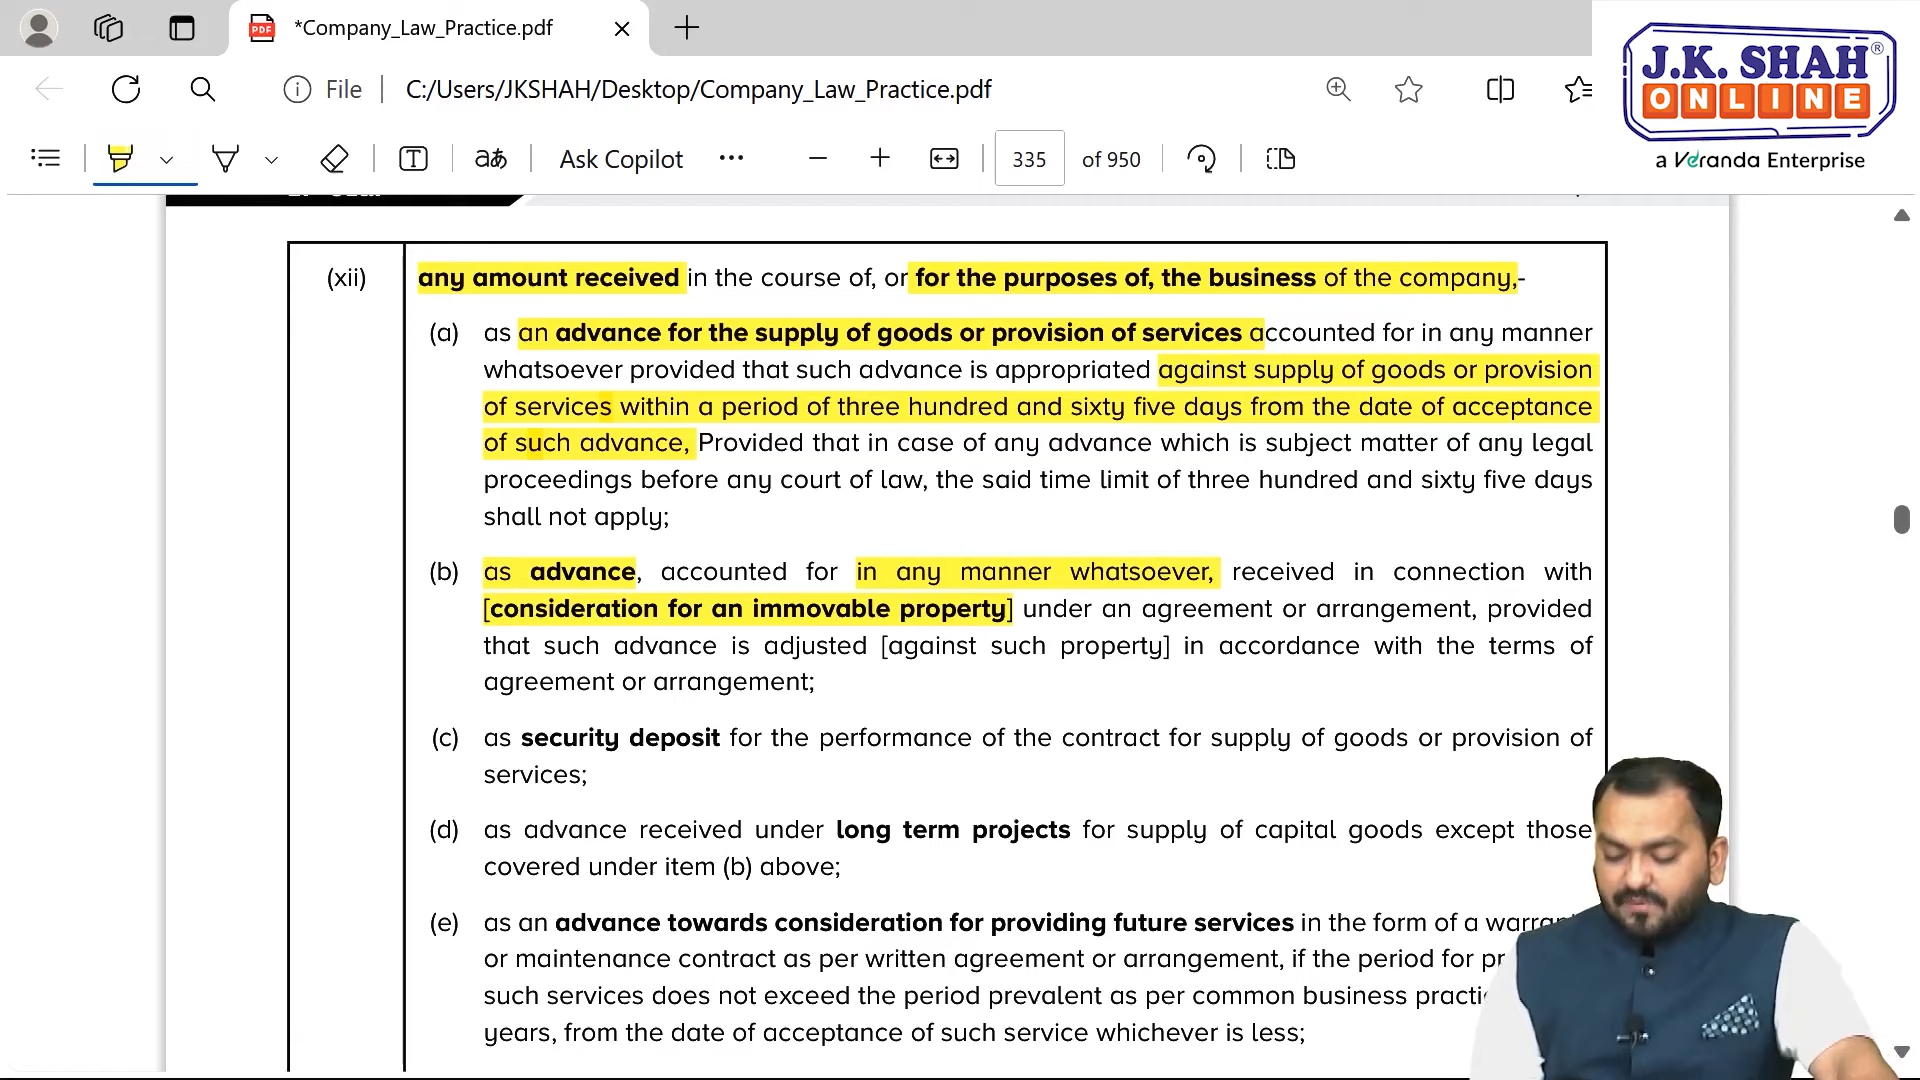 *Company_Law_Practice.pdf
File
C:/Users/JKSHAH/Desktop/Company_Law_Practice.pdf
Ask Copilot
335 of 950
J.K. SHAH®
ONLINE
a Veranda Enterprise
(xii) any amount received in the course of, or for the purposes of, the business of the company,-
(a) as an advance for the supply of goods or provision of services accounted for in any manner
whatsoever provided that such advance is appropriated against supply of goods or provision
of services within a period of three hundred and sixty five days from the date of acceptance
of such advance, Provided that in case of any advance which is subject matter of any legal
proceedings before any court of law, the said time limit of three hundred and sixty five days
shall not apply;
(b) as advance, accounted for in any manner whatsoever, received in connection with
[consideration for an immovable property] under an agreement or arrangement, provided
that such advance is adjusted [against such property] in accordance with the terms of
agreement or arrangement;
(c) as security deposit for the performance of the contract for supply of goods or provision of
services;
(d) as advance received under long term projects for supply of capital goods except those
covered under item (b) above;
(e) as an advance towards consideration for providing future services in the form of a
or maintenance contract as per written agreement or arrangement, if the period for
such services does not exceed the period prevalent as per common business
years, from the date of acceptance of such service whichever is less;